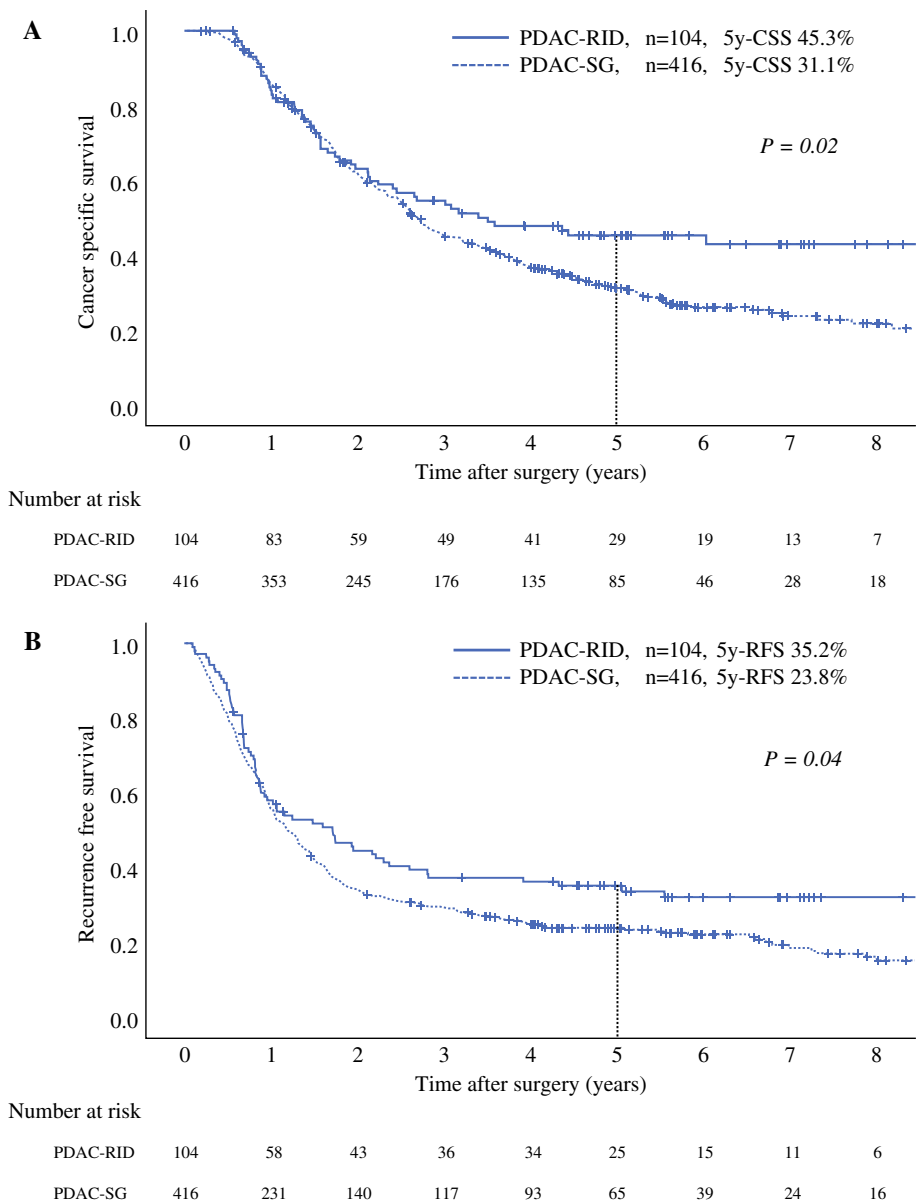 A
PDAC-RID, n=104, 5y-CSS 45.3%
PDAC-SG, n=416, 5y-CSS 31.1%
P = 0.02
Cancer specific survival
1.0
0.8
0.6
0.4
0.2
0.0
0 1 2 3 4 5 6 7 8
Time after surgery (years)
Number at risk
PDAC-RID 104 83 59 49 41 29 19 13 7
PDAC-SG 416 353 245 176 135 85 46 28 18
B
PDAC-RID, n=104, 5y-RFS 35.2%
PDAC-SG, n=416, 5y-RFS 23.8%
P = 0.04
Recurrence free survival
1.0
0.8
0.6
0.4
0.2
0.0
0 1 2 3 4 5 6 7 8
Time after surgery (years)
Number at risk
PDAC-RID 104 58 43 36 34 25 15 11 6
PDAC-SG 416 231 140 117 93 65 39 24 16